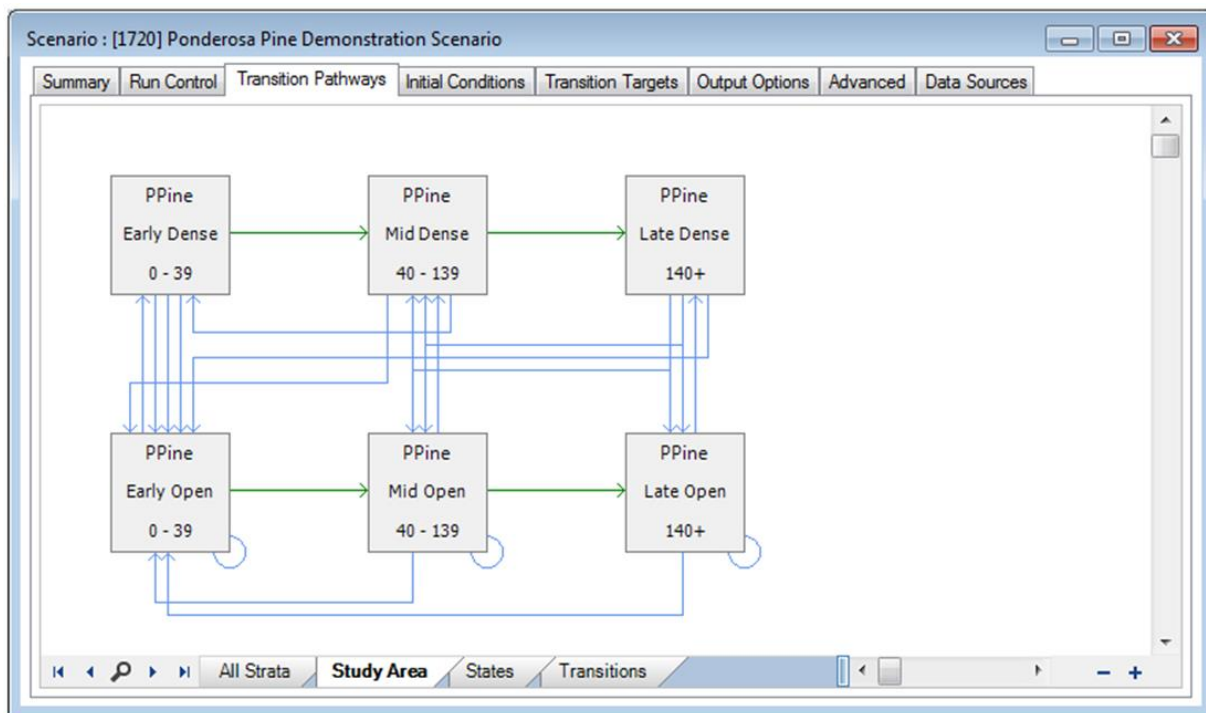 Scenario : [1720] Ponderosa Pine Demonstration Scenario
Summary Run Control Transition Pathways Initial Conditions Transition Targets Output Options Advanced Data Sources
PPine
Early Dense
0 - 39
PPine
Mid Dense
40 - 139
PPine
Late Dense
140+
PPine
Early Open
0 - 39
PPine
Mid Open
40 - 139
PPine
Late Open
140+
All Strata Study Area States Transitions